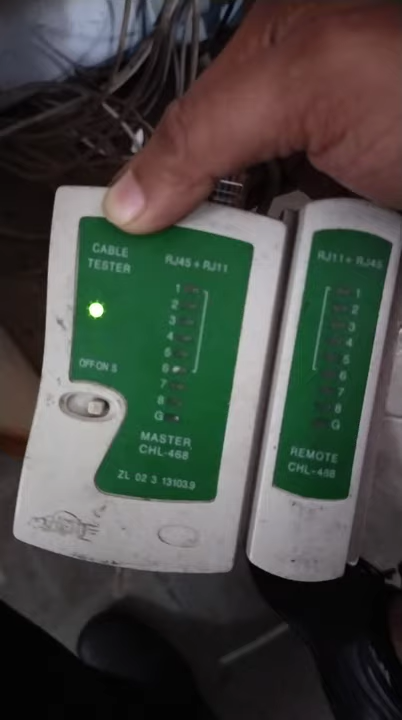 CABLE
TESTER
RJ45+RJ11
1
2
3
4
5
6
7
8
G
OFF ON S
MASTER
CHL-468
ZL 02 3 13103.9
RJ11+RJ45
1
2
3
4
5
6
7
8
G
REMOTE
CHL-468